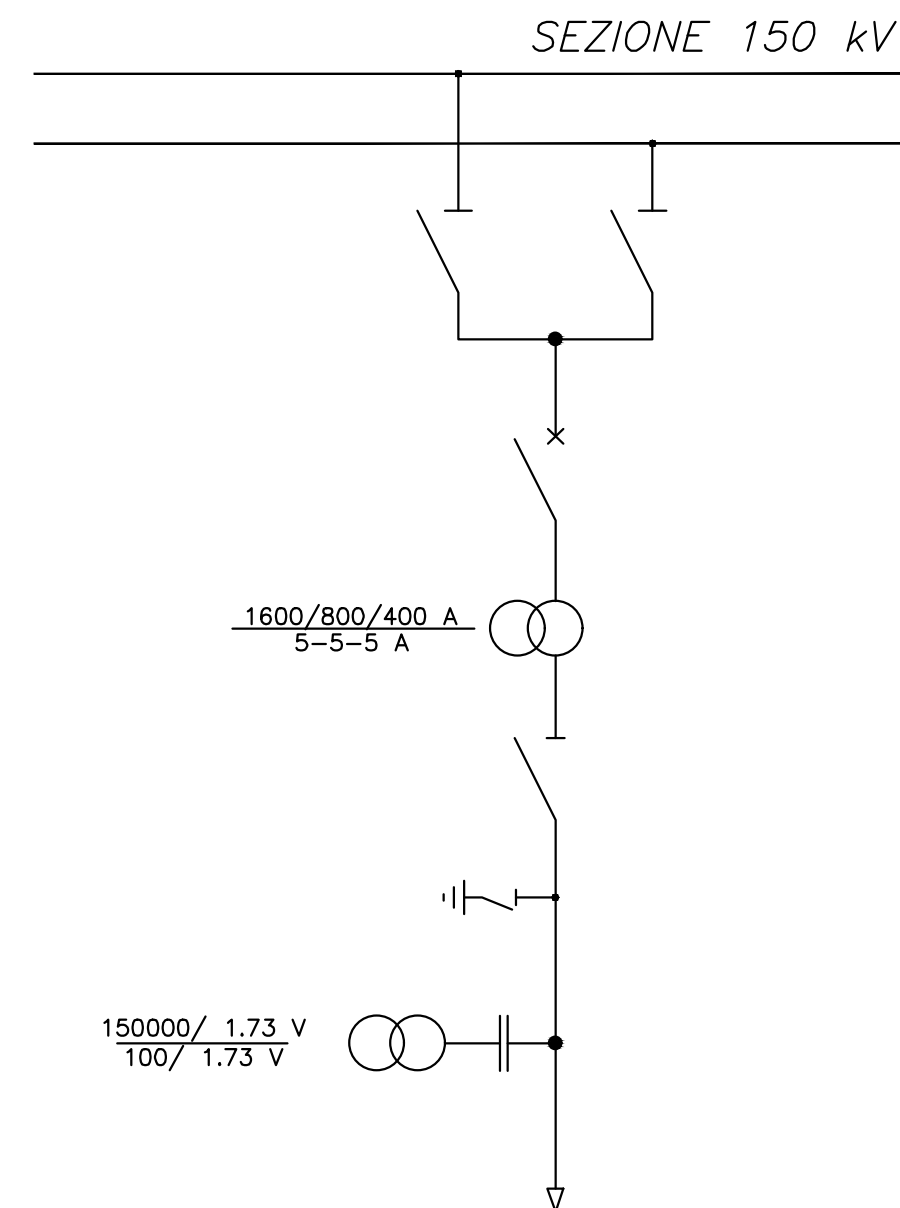 SEZIONE 150 kV
1600/800/400 A
5-5-5 A
150000/ 1.73 V
100/ 1.73 V